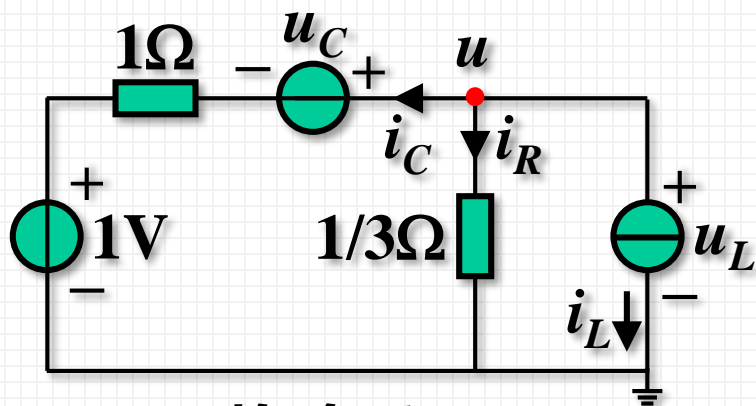 1Ω
− u_C +
u
i_C
i_R
+
1V
−
1/3Ω
+
u_L
−
i_L